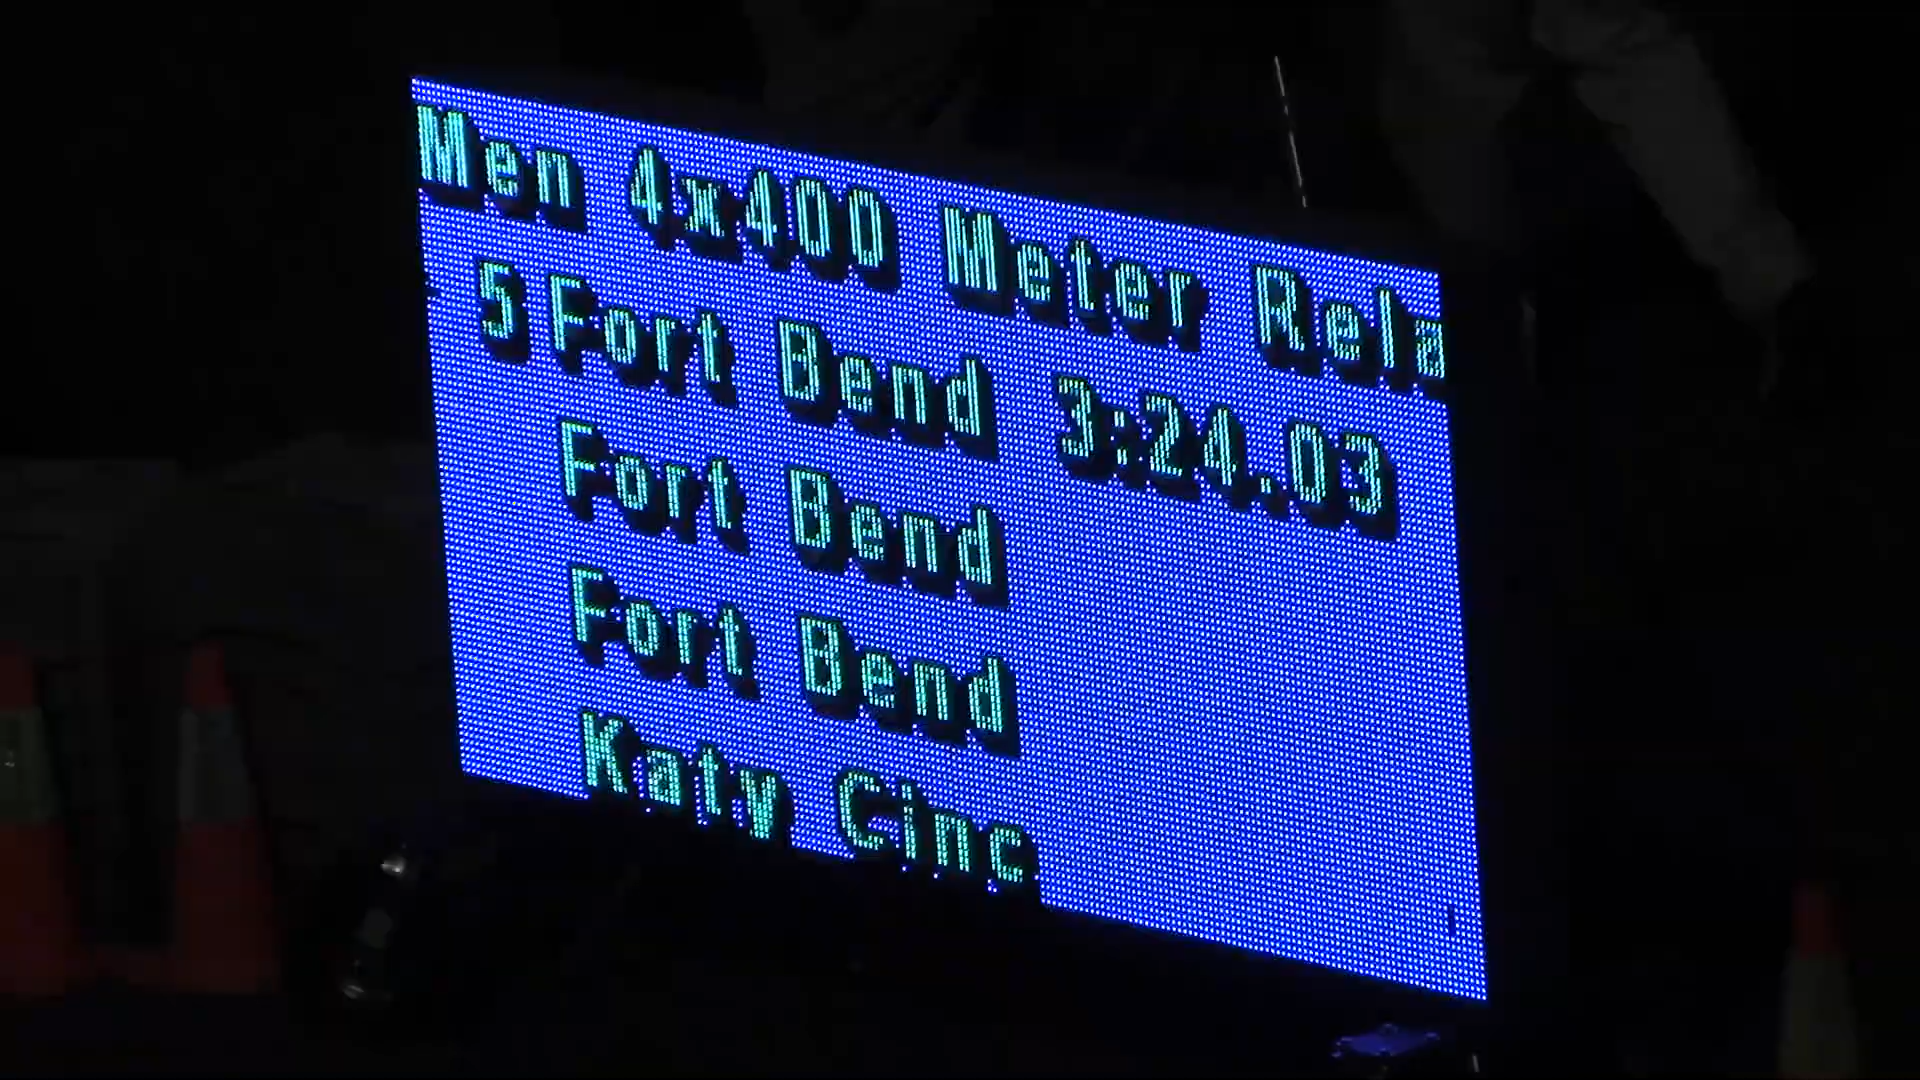 Men 4x400 Meter Rela
5 Fort Bend 3:24.03
Fort Bend
Fort Bend
Katy Cinc